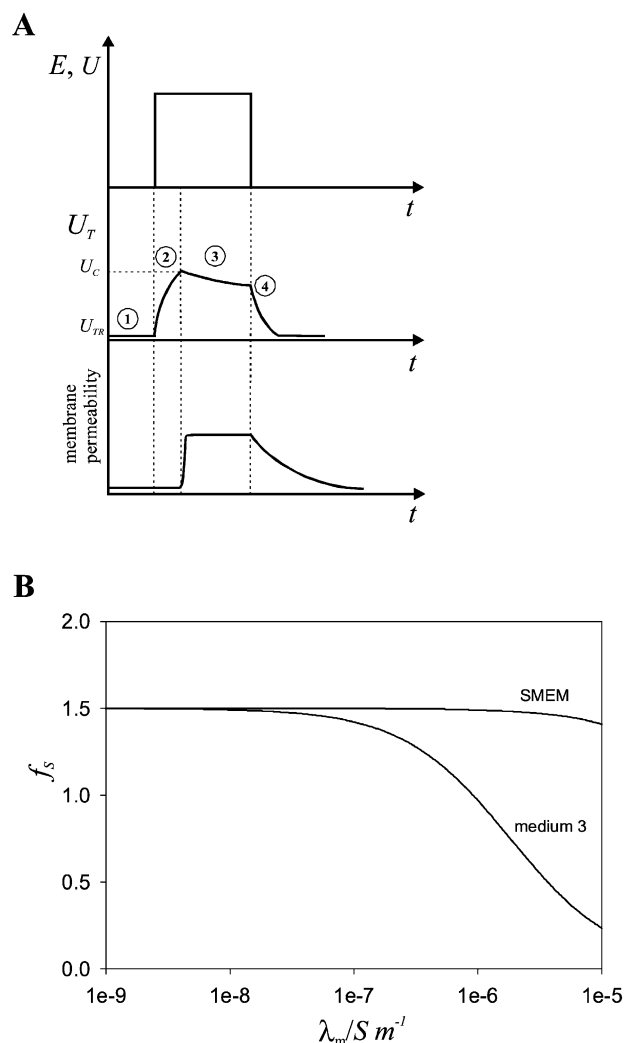 A
E, U
t
U_T
U_C
2
3
4
1
U_TR
t
membrane
permeability
t
B
2.0
SMEM
1.5
f_S
1.0
medium 3
0.5
0.0
1e-9 1e-8 1e-7 1e-6 1e-5
λ_m/S m⁻¹